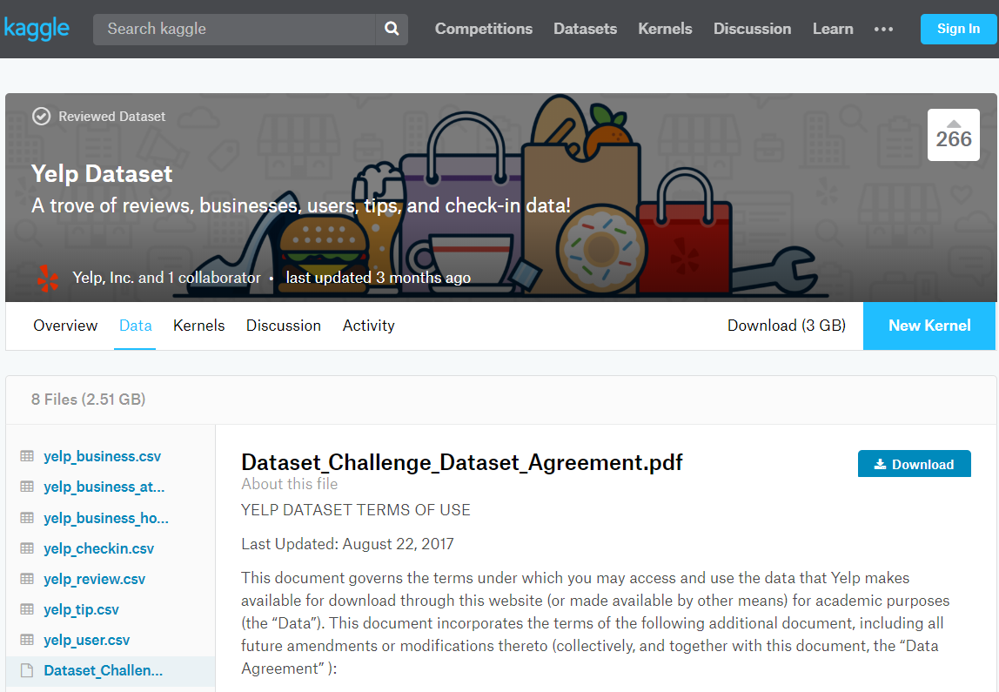 kaggle
Search kaggle
Competitions Datasets Kernels Discussion Learn •••
Sign In
Reviewed Dataset
266
Yelp Dataset
A trove of reviews, businesses, users, tips, and check-in data!
Yelp, Inc. and 1 collaborator • last updated 3 months ago
Overview Data Kernels Discussion Activity
Download (3 GB)
New Kernel
8 Files (2.51 GB)
yelp_business.csv
yelp_business_at...
yelp_business_ho...
yelp_checkin.csv
yelp_review.csv
yelp_tip.csv
yelp_user.csv
Dataset_Challen...
Dataset_Challenge_Dataset_Agreement.pdf
Download
About this file
YELP DATASET TERMS OF USE
Last Updated: August 22, 2017
This document governs the terms under which you may access and use the data that Yelp makes
available for download through this website (or made available by other means) for academic purposes
(the “Data”). This document incorporates the terms of the following additional document, including all
future amendments or modifications thereto (collectively, and together with this document, the “Data
Agreement” ):